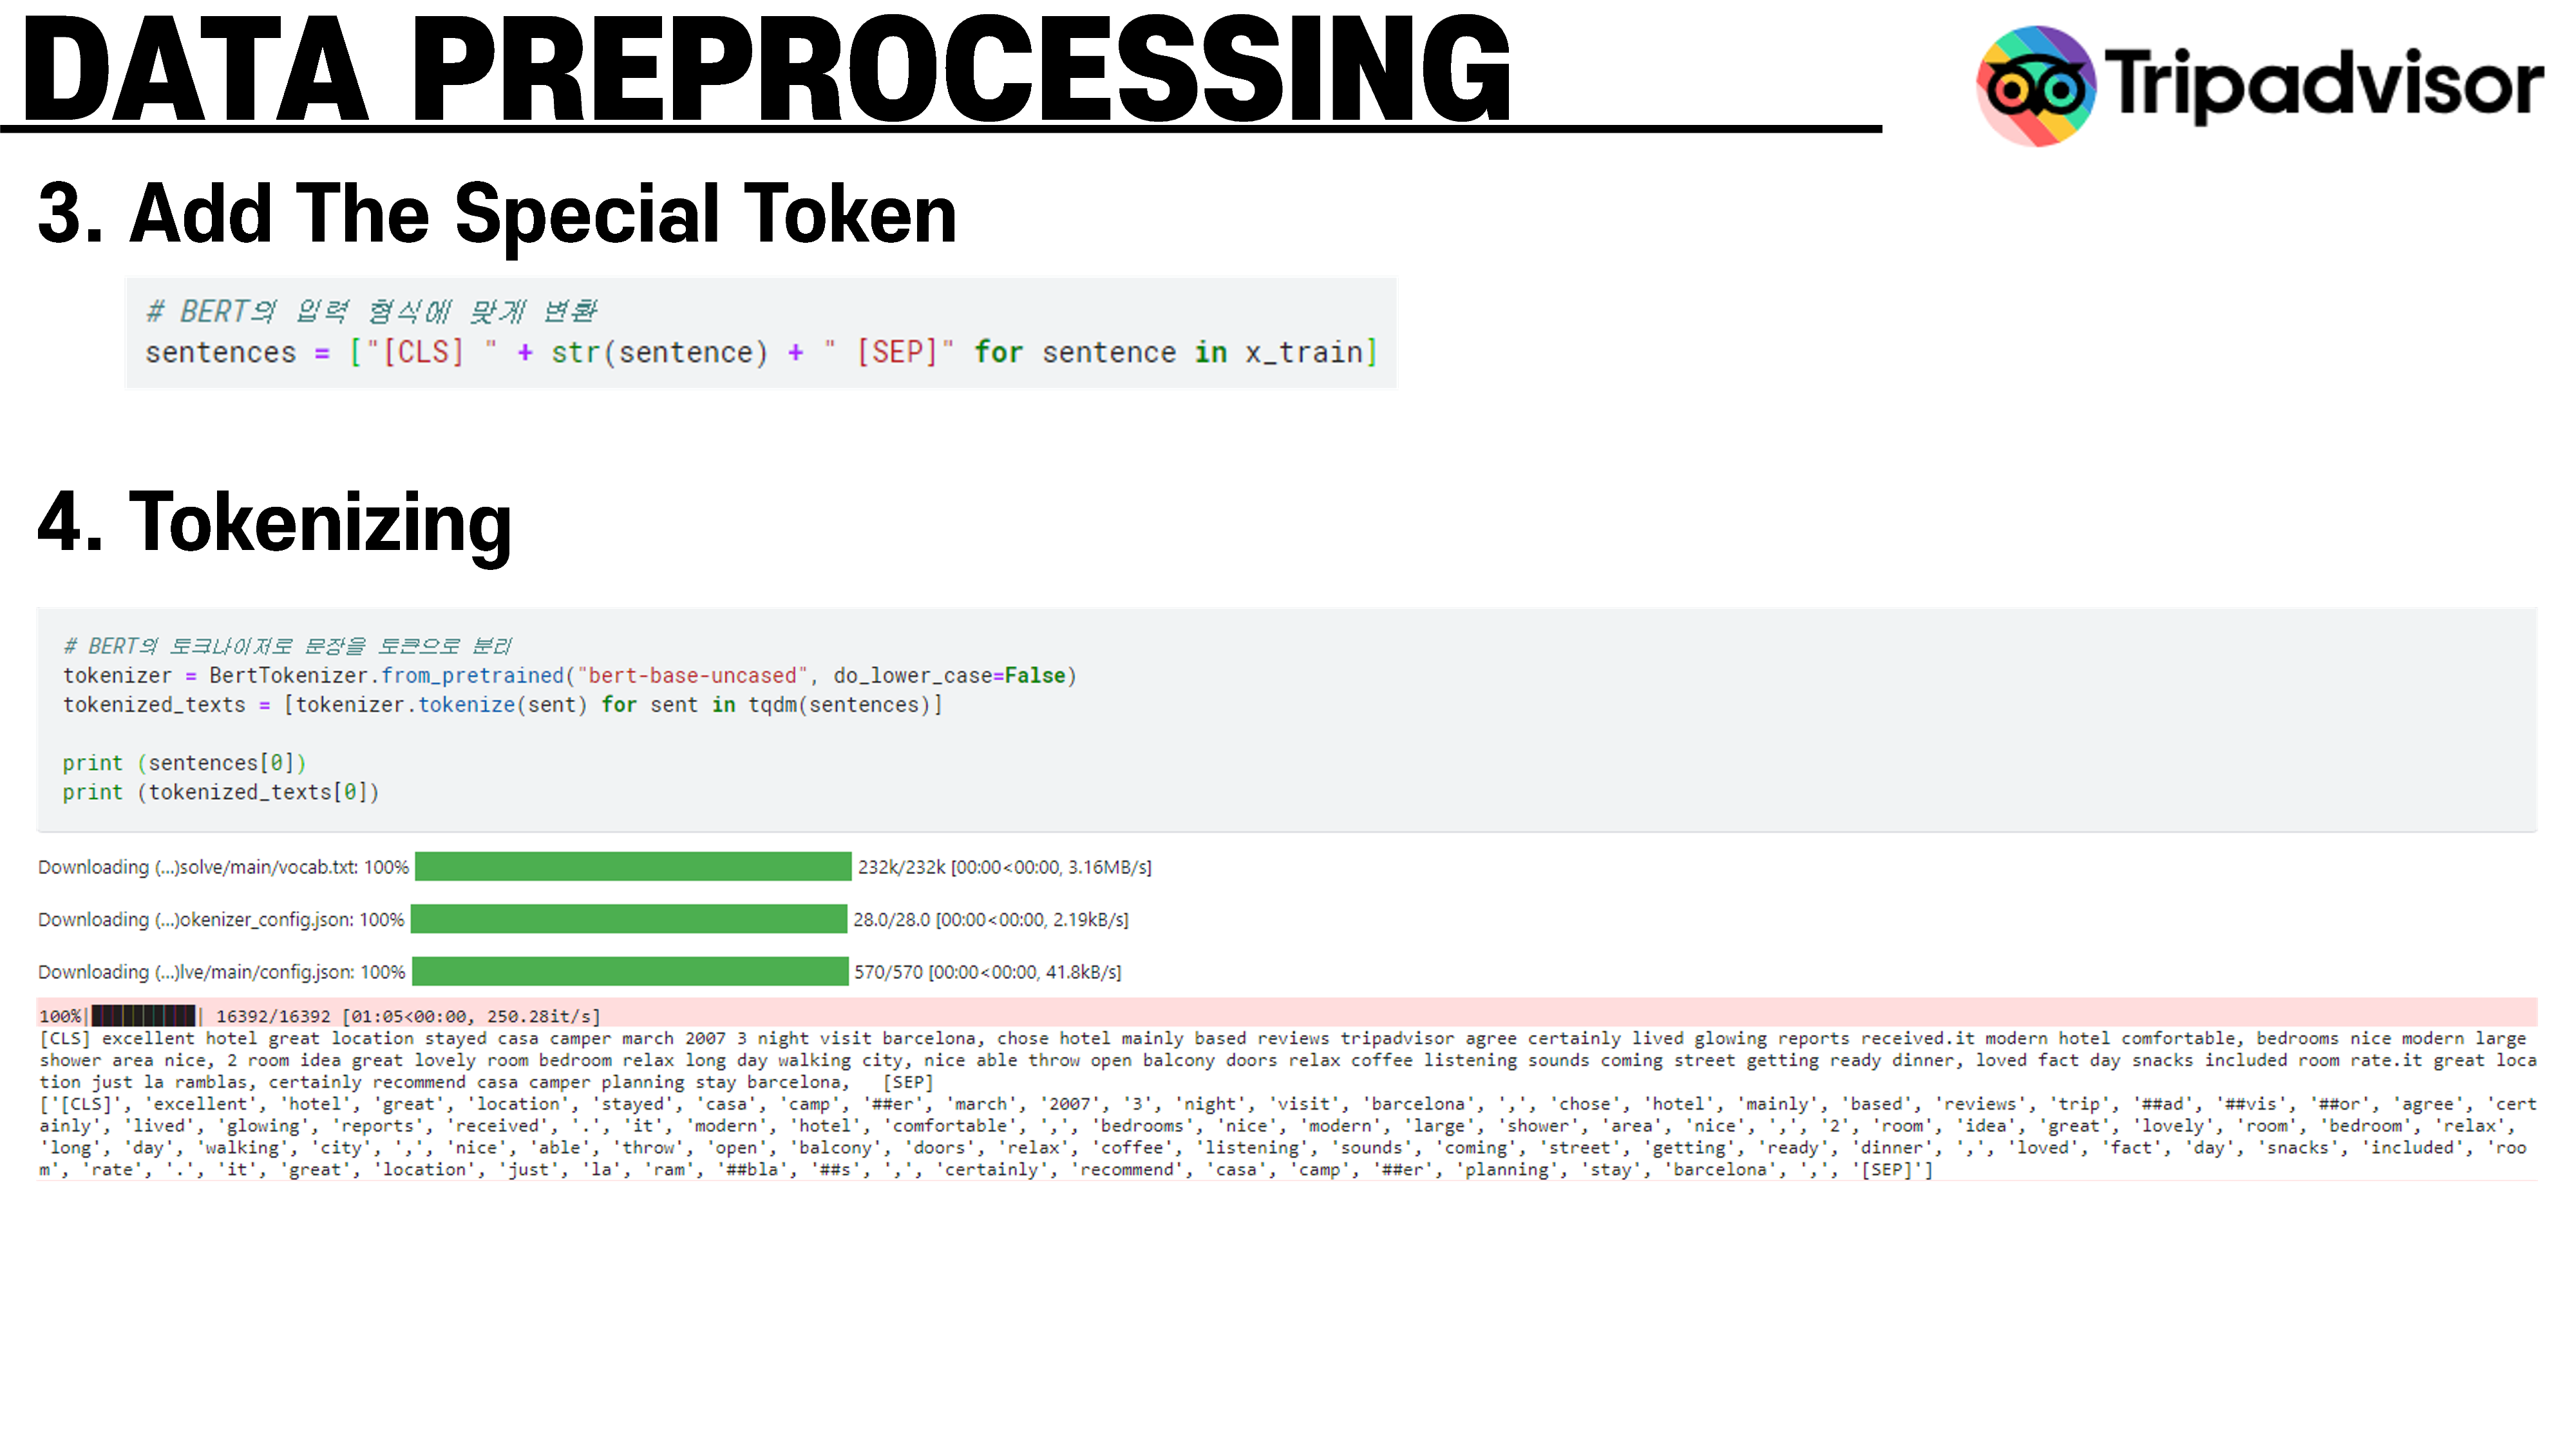 DATA PREPROCESSING
Tripadvisor
3. Add The Special Token
# BERT의 입력 형식에 맞게 변환
sentences = ["[CLS] " + str(sentence) + " [SEP]" for sentence in x_train]
4. Tokenizing
# BERT의 토크나이저로 문장을 토큰으로 분리
tokenizer = BertTokenizer.from_pretrained("bert-base-uncased", do_lower_case=False)
tokenized_texts = [tokenizer.tokenize(sent) for sent in tqdm(sentences)]
print (sentences[0])
print (tokenized_texts[0])
Downloading (...)solve/main/vocab.txt: 100% 232k/232k [00:00<00:00, 3.16MB/s]
Downloading (...)okenizer_config.json: 100% 28.0/28.0 [00:00<00:00, 2.19kB/s]
Downloading (...)lve/main/config.json: 100% 570/570 [00:00<00:00, 41.8kB/s]
100%|██████████| 16392/16392 [01:05<00:00, 250.28it/s]
[CLS] excellent hotel great location stayed casa camper march 2007 3 night visit barcelona, chose hotel mainly based reviews tripadvisor agree certainly lived glowing reports received.it modern hotel comfortable, bedrooms nice modern large
shower area nice, 2 room idea great lovely room bedroom relax long day walking city, nice able throw open balcony doors relax coffee listening sounds coming street getting ready dinner, loved fact day snacks included room rate.it great loca
tion just la ramblas, certainly recommend casa camper planning stay barcelona,   [SEP]
['[CLS]', 'excellent', 'hotel', 'great', 'location', 'stayed', 'casa', 'camp', '##er', 'march', '2007', '3', 'night', 'visit', 'barcelona', ',', 'chose', 'hotel', 'mainly', 'based', 'reviews', 'trip', '##ad', '##vis', '##or', 'agree', 'cert
ainly', 'lived', 'glowing', 'reports', 'received', '.', 'it', 'modern', 'hotel', 'comfortable', ',', 'bedrooms', 'nice', 'modern', 'large', 'shower', 'area', 'nice', ',', '2', 'room', 'idea', 'great', 'lovely', 'room', 'bedroom', 'relax',
'long', 'day', 'walking', 'city', ',', 'nice', 'able', 'throw', 'open', 'balcony', 'doors', 'relax', 'coffee', 'listening', 'sounds', 'coming', 'street', 'getting', 'ready', 'dinner', ',', 'loved', 'fact', 'day', 'snacks', 'included', 'roo
m', 'rate', '.', 'it', 'great', 'location', 'just', 'la', 'ram', '##bla', '##s', ',', 'certainly', 'recommend', 'casa', 'camp', '##er', 'planning', 'stay', 'barcelona', ',', '[SEP]']